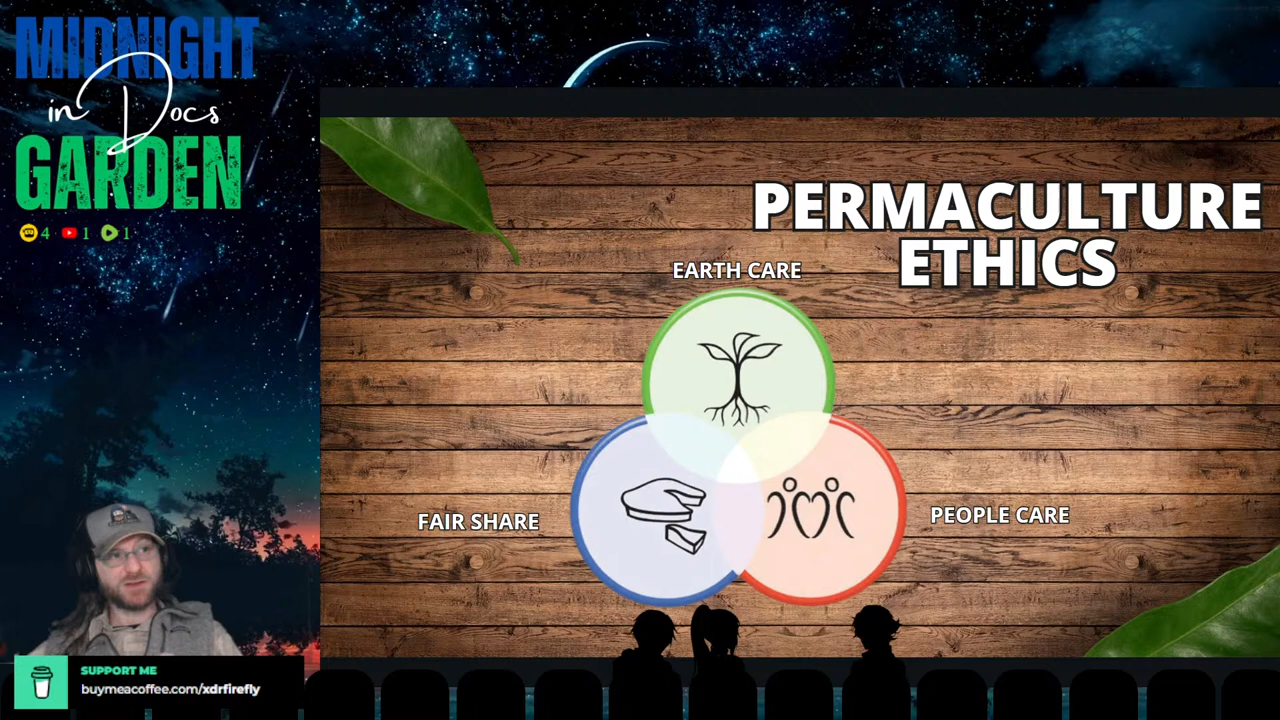 MIDNIGHT
in Docs
GARDEN
4 1 1
PERMACULTURE
ETHICS
EARTH CARE
FAIR SHARE
PEOPLE CARE
SUPPORT ME
buymeacoffee.com/xdrfirefly